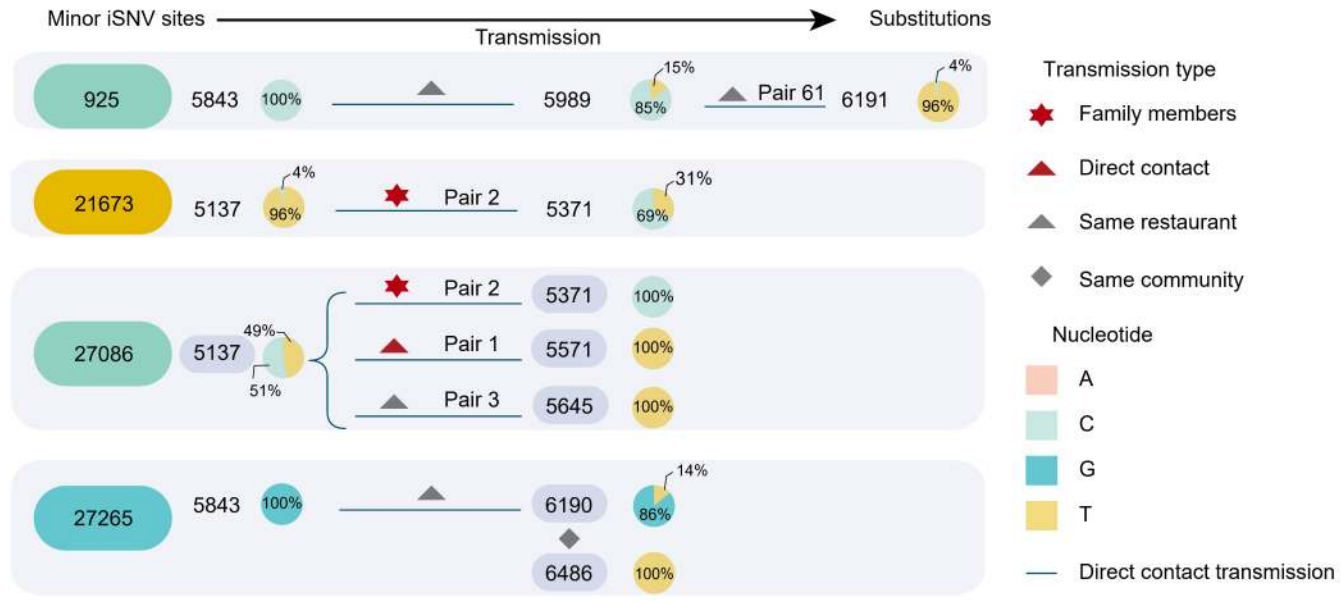 Minor iSNV sites
Transmission
Substitutions
925 5843 100% 5989 15% 85% Pair 61 6191 4% 96%
21673 5137 4% 96% Pair 2 5371 31% 69%
27086 5137 49% 51%
Pair 2 5371 100%
Pair 1 5571 100%
Pair 3 5645 100%
27265 5843 100% 6190 14% 86%
6486 100%
Transmission type
Family members
Direct contact
Same restaurant
Same community
Nucleotide
A
C
G
T
Direct contact transmission